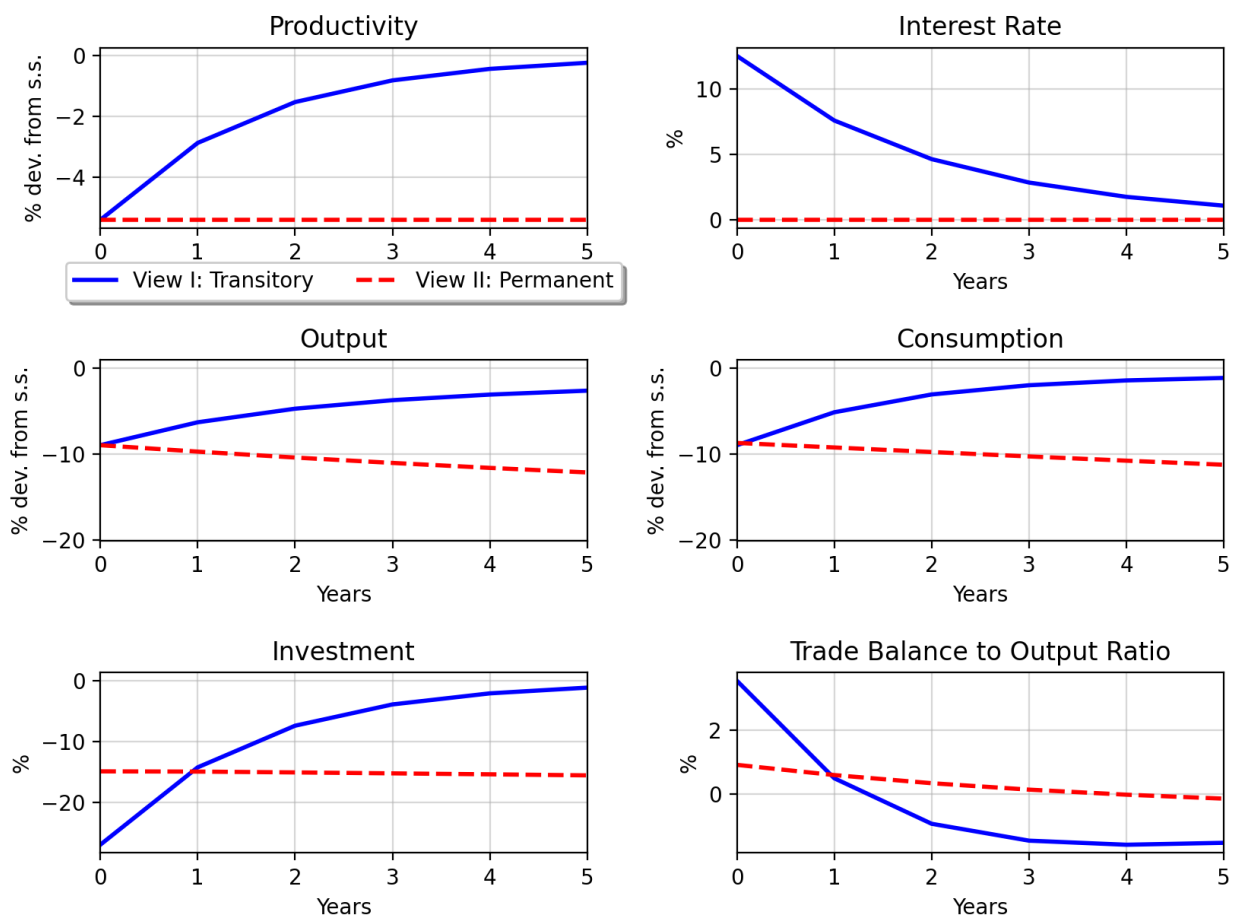 Productivity
% dev. from s.s.
0
−2
−4
0 1 2 3 4 5
Interest Rate
%
10
5
0
0 1 2 3 4 5
Years
View I: Transitory
View II: Permanent
Output
% dev. from s.s.
0
−10
−20
0 1 2 3 4 5
Years
Consumption
% dev. from s.s.
0
−10
−20
0 1 2 3 4 5
Years
Investment
%
0
−10
−20
0 1 2 3 4 5
Years
Trade Balance to Output Ratio
%
2
0
0 1 2 3 4 5
Years